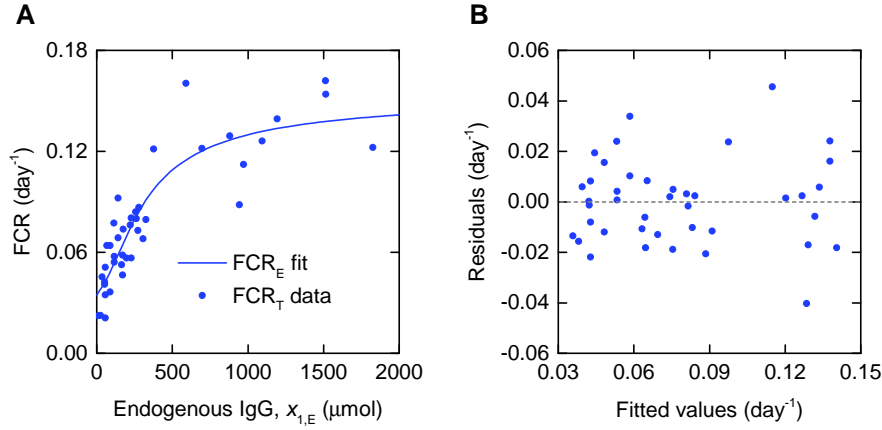 A
FCR (day⁻¹)
0.18
0.12
0.06
0.00
0
500
1000
1500
2000
Endogenous IgG, x₁,E (μmol)
FCR_E fit
FCR_T data
B
Residuals (day⁻¹)
0.06
0.04
0.02
0.00
-0.02
-0.04
-0.06
0.03
0.06
0.09
0.12
0.15
Fitted values (day⁻¹)